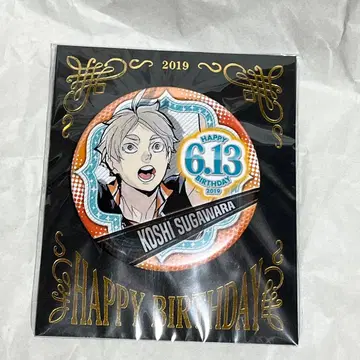 2019
HAPPY
6.13
BIRTHDAY
2019
KOSHI SUGAWARA
HAPPY BIRTHDAY